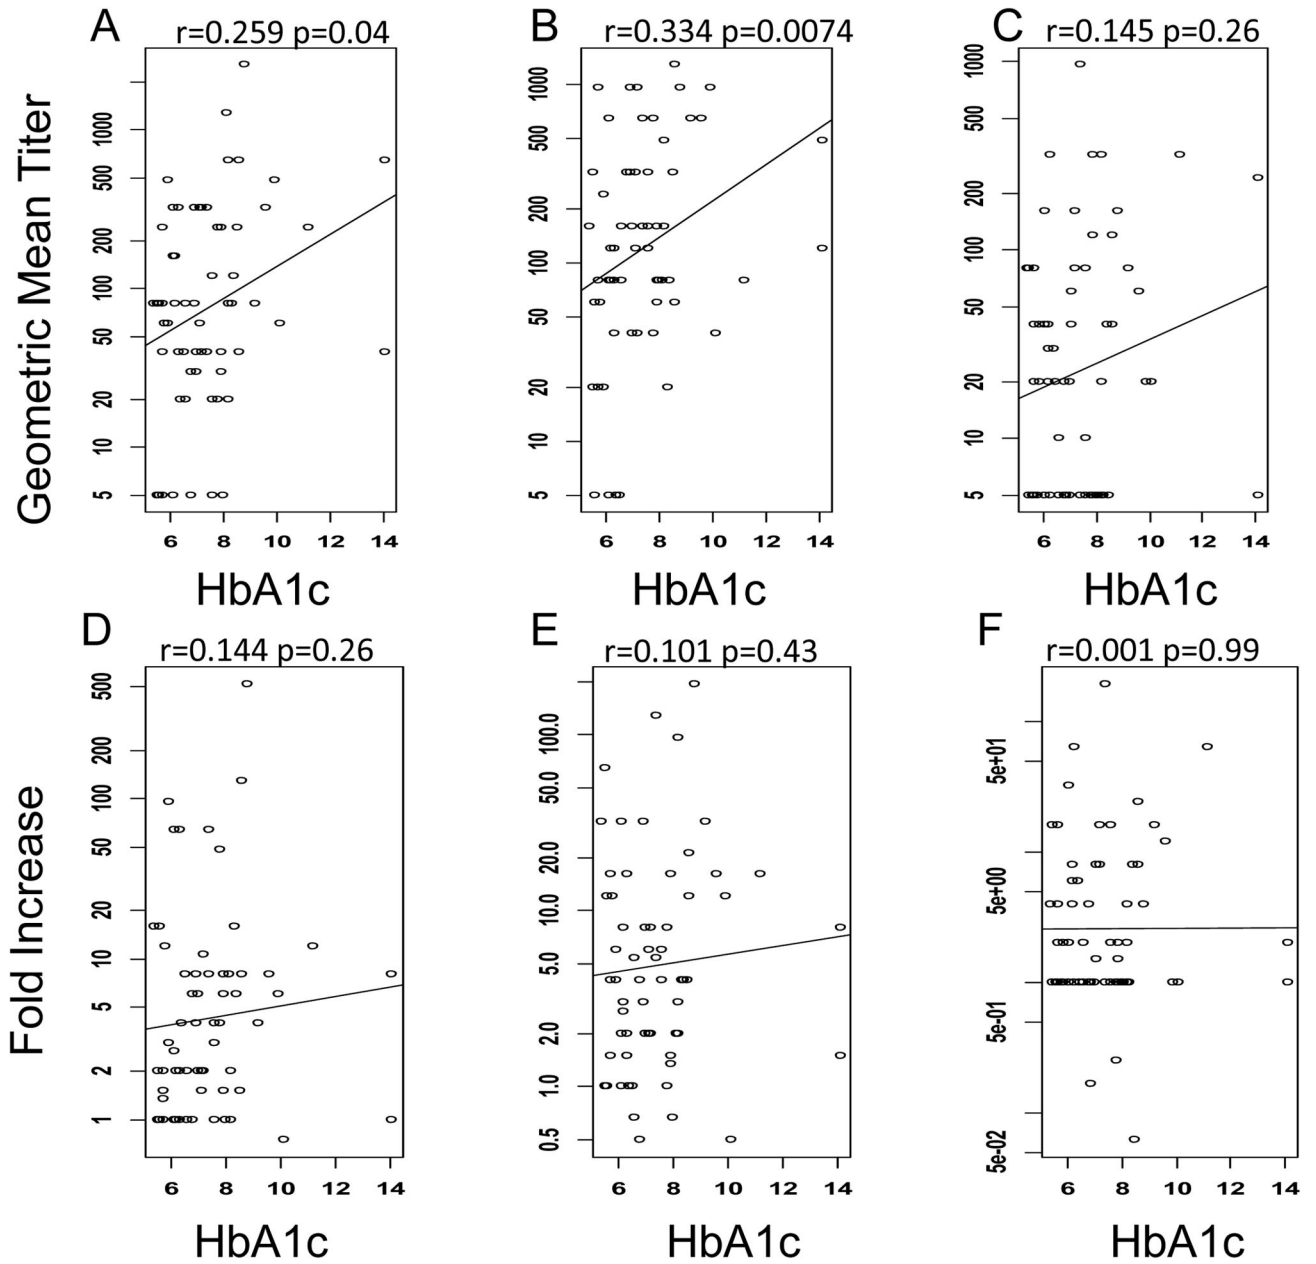 A
r=0.259 p=0.04
B
r=0.334 p=0.0074
C
r=0.145 p=0.26
Geometric Mean Titer
1000
500
200
100
50
20
10
5
6 8 10 12 14
HbA1c
1000
500
200
100
50
20
10
5
6 8 10 12 14
HbA1c
1000
500
200
100
50
20
10
5
6 8 10 12 14
HbA1c
D
r=0.144 p=0.26
E
r=0.101 p=0.43
F
r=0.001 p=0.99
Fold Increase
500
200
100
50
20
10
5
2
1
6 8 10 12 14
HbA1c
100.0
50.0
20.0
10.0
5.0
2.0
1.0
0.5
6 8 10 12 14
HbA1c
5e+01
5e+00
5e-01
5e-02
6 8 10 12 14
HbA1c